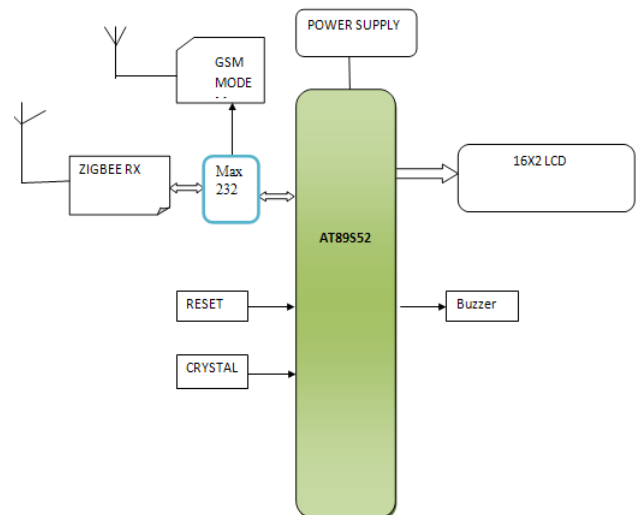 POWER SUPPLY
GSM
MODE
ZIGBEE RX
Max
232
16X2 LCD
AT89S52
RESET
Buzzer
CRYSTAL